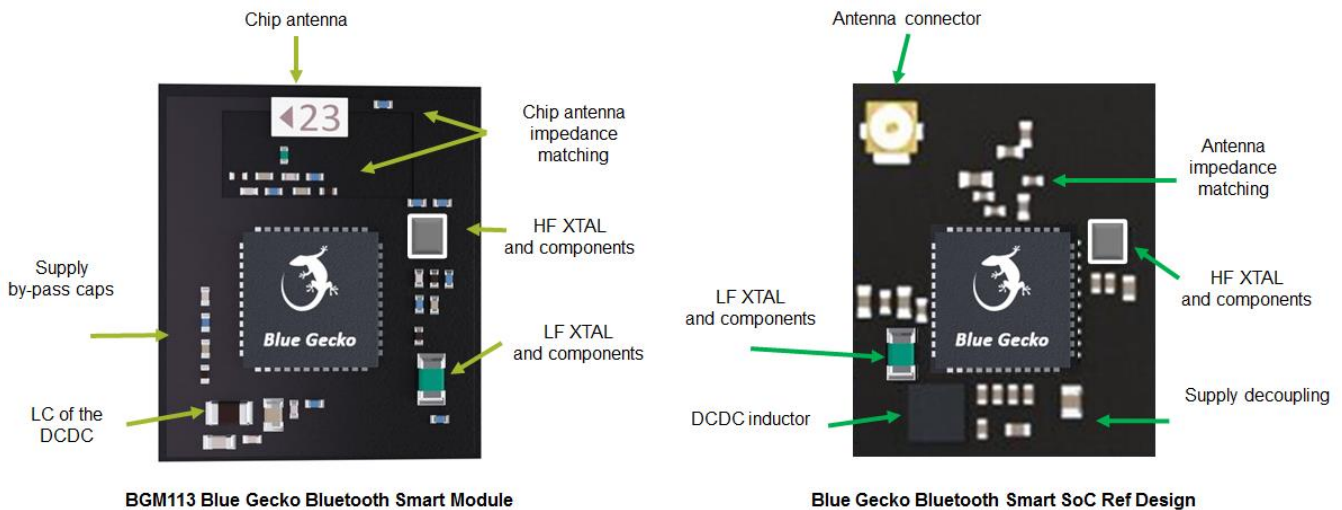 Chip antenna
◀23
Chip antenna
impedance
matching
HF XTAL
and components
Supply
by-pass caps
Blue Gecko
LF XTAL
and components
LC of the
DCDC
BGM113 Blue Gecko Bluetooth Smart Module
Antenna connector
Antenna
impedance
matching
LF XTAL
and components
HF XTAL
and components
Blue Gecko
DCDC inductor
Supply decoupling
Blue Gecko Bluetooth Smart SoC Ref Design